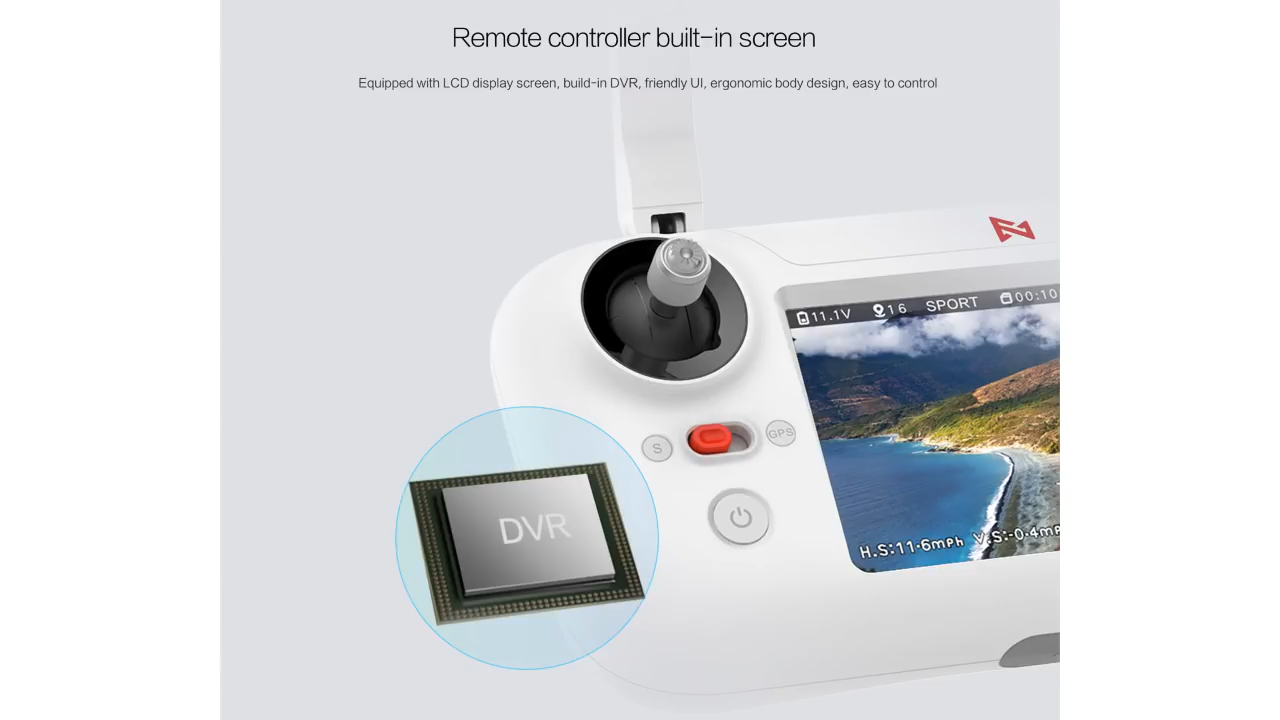 Remote controller built-in screen
Equipped with LCD display screen, build-in DVR, friendly UI, ergonomic body design, easy to control
11.1V 16 SPORT 00:10
S GPS
DVR
H.S:11.6mph V.S:-0.4mp